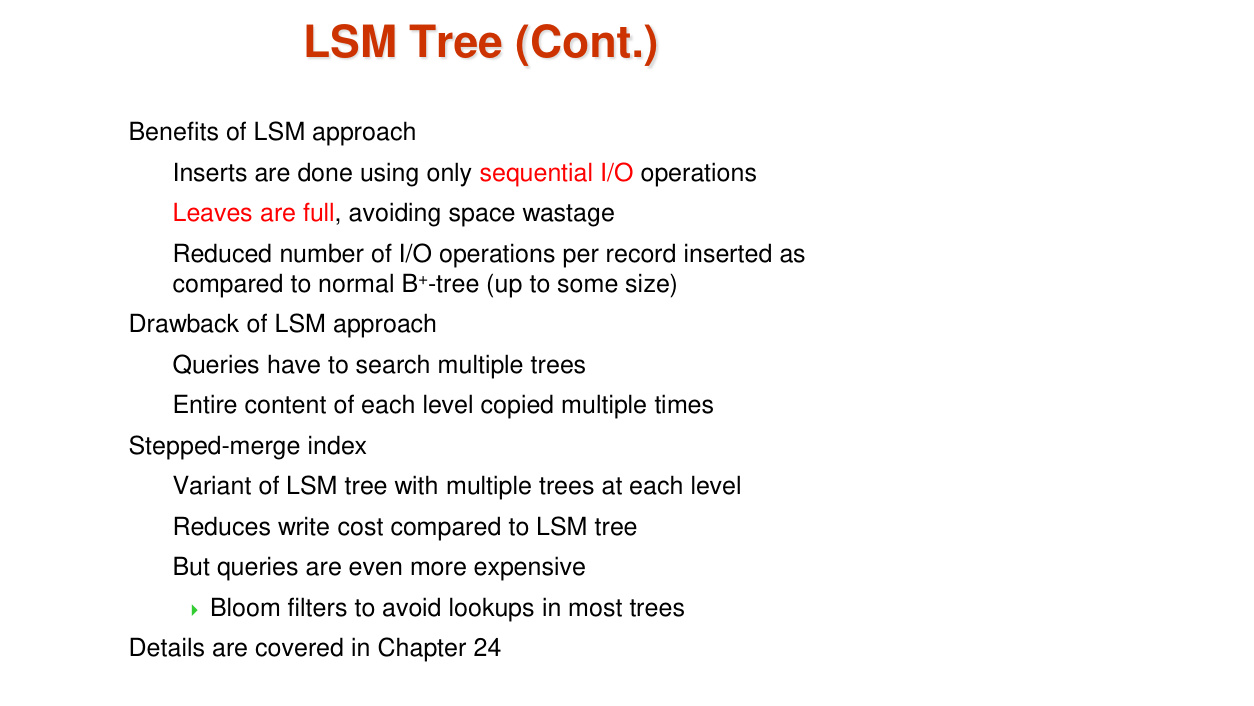 LSM Tree (Cont.)
Benefits of LSM approach
Inserts are done using only sequential I/O operations
Leaves are full, avoiding space wastage
Reduced number of I/O operations per record inserted as
compared to normal B⁺-tree (up to some size)
Drawback of LSM approach
Queries have to search multiple trees
Entire content of each level copied multiple times
Stepped-merge index
Variant of LSM tree with multiple trees at each level
Reduces write cost compared to LSM tree
But queries are even more expensive
Bloom filters to avoid lookups in most trees
Details are covered in Chapter 24